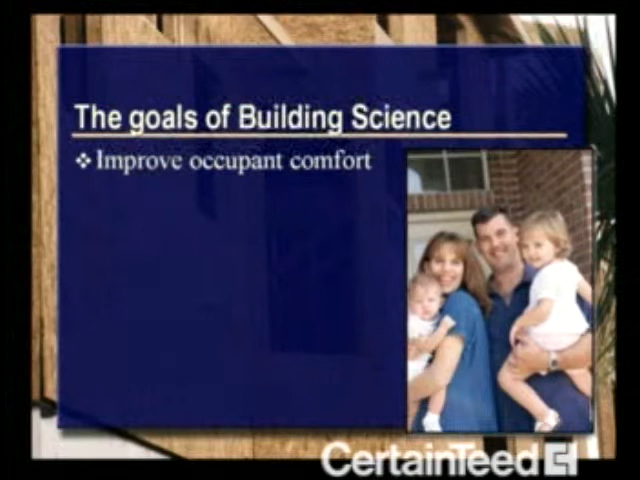 The goals of Building Science
❖ Improve occupant comfort
CertainTeed